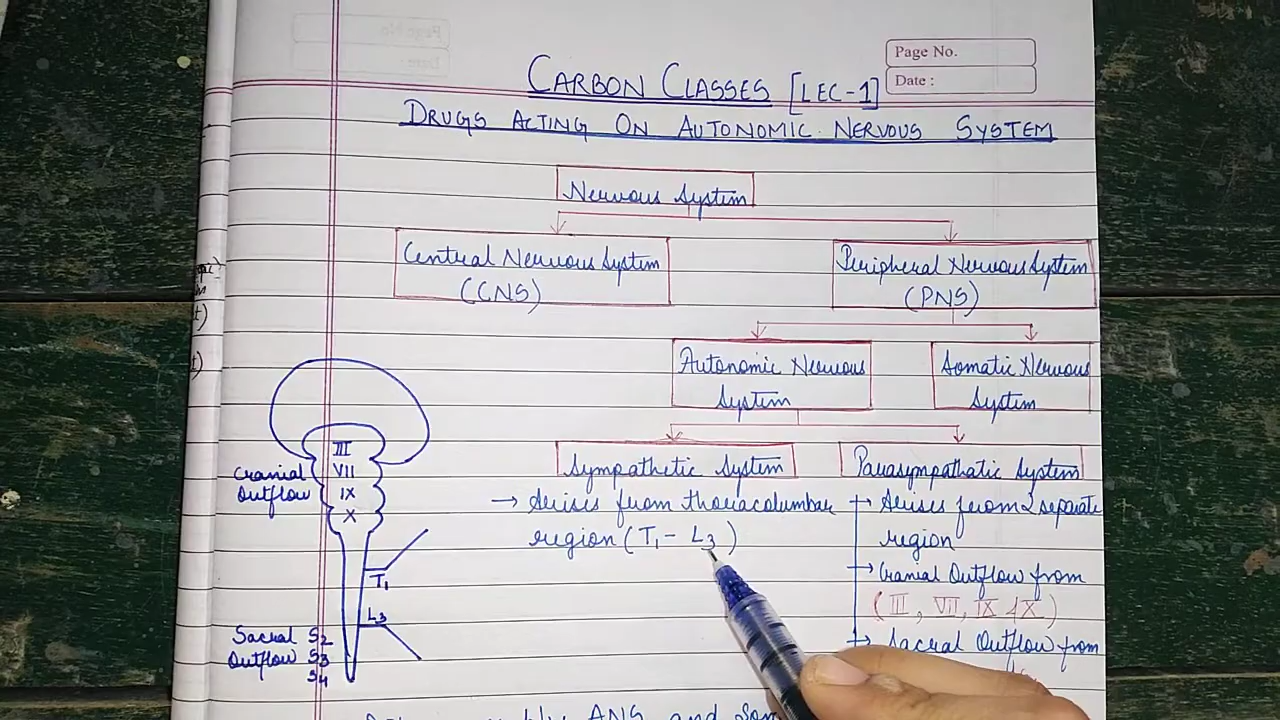 Page No.
Date :
CARBON CLASSES [LEC-1]
DRUGS ACTING ON AUTONOMIC NERVOUS SYSTEM
Nervous System
Central Nervous System
(CNS)
Peripheral Nervous System
(PNS)
Autonomic Nervous
System
Somatic Nervous
System
Sympathetic System
→ Arises from thoracolumbar
region (T1 - L3)
Parasympathatic System
→ Arises from 2 separate
region
→ Cranial Outflow from
(III, VII, IX & X)
→ Sacral Outflow from
Cranial
Outflow
III
VII
IX
X
T1
L3
Sacral S2
Outflow S3
S4
ANS and